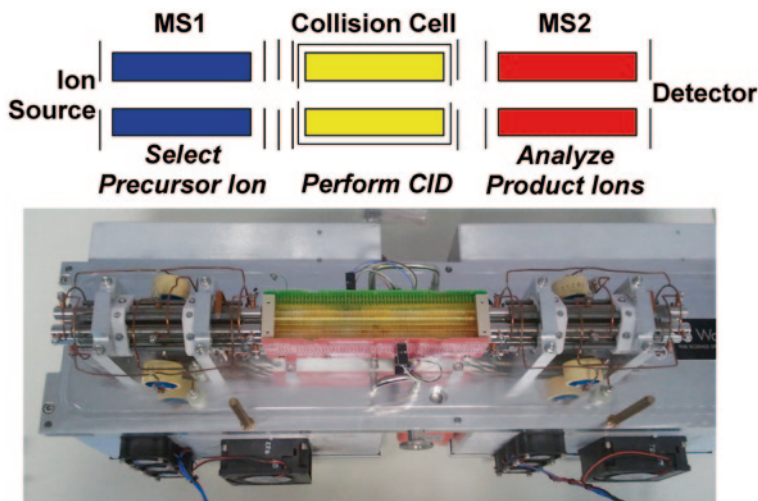 MS1
Collision Cell
MS2
Ion
Source
Detector
Select
Precursor Ion
Perform CID
Analyze
Product Ions